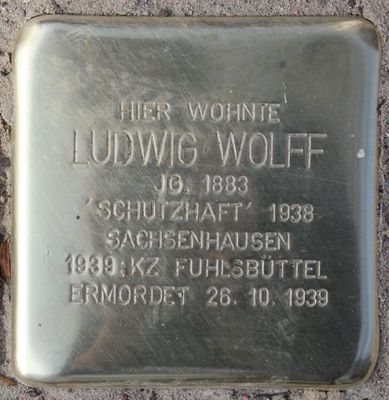 HIER WOHNTE
LUDWIG WOLFF
JG. 1883
'SCHUTZHAFT' 1938
SACHSENHAUSEN
1939 KZ FUHLSBÜTTEL
ERMORDET 26. 10. 1939